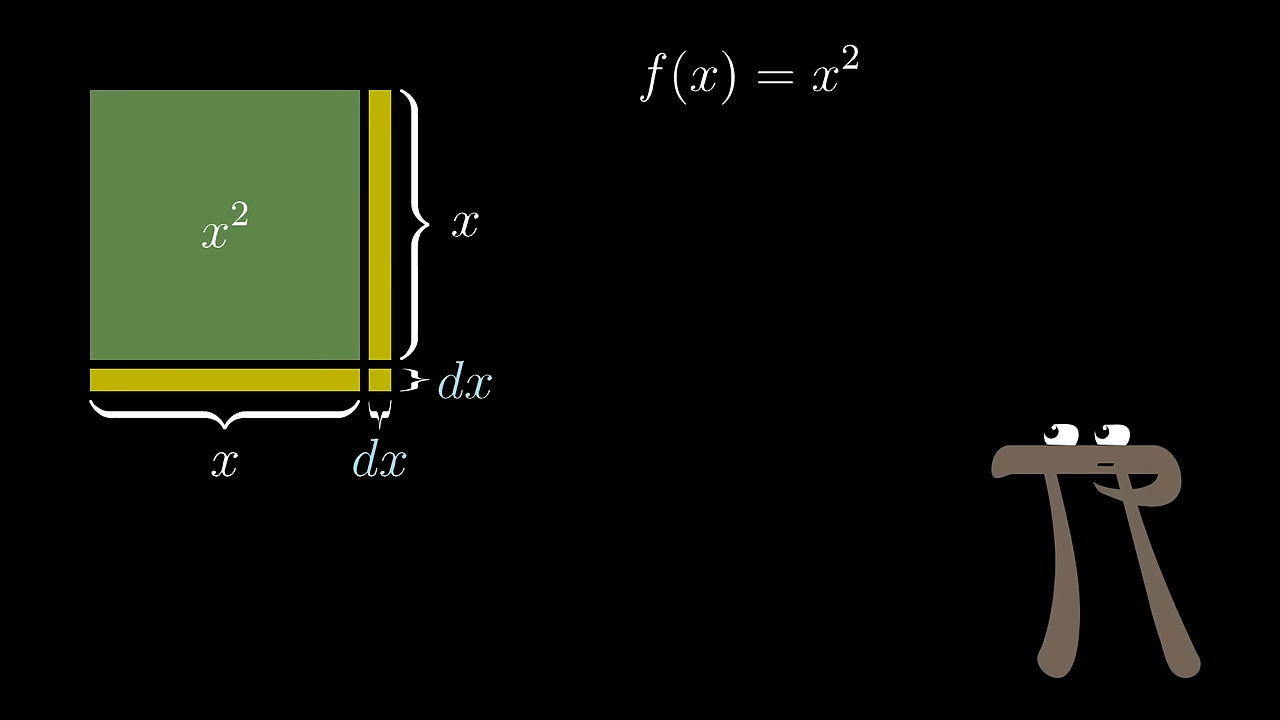 f(x) = x²
x²
x
dx
x
dx